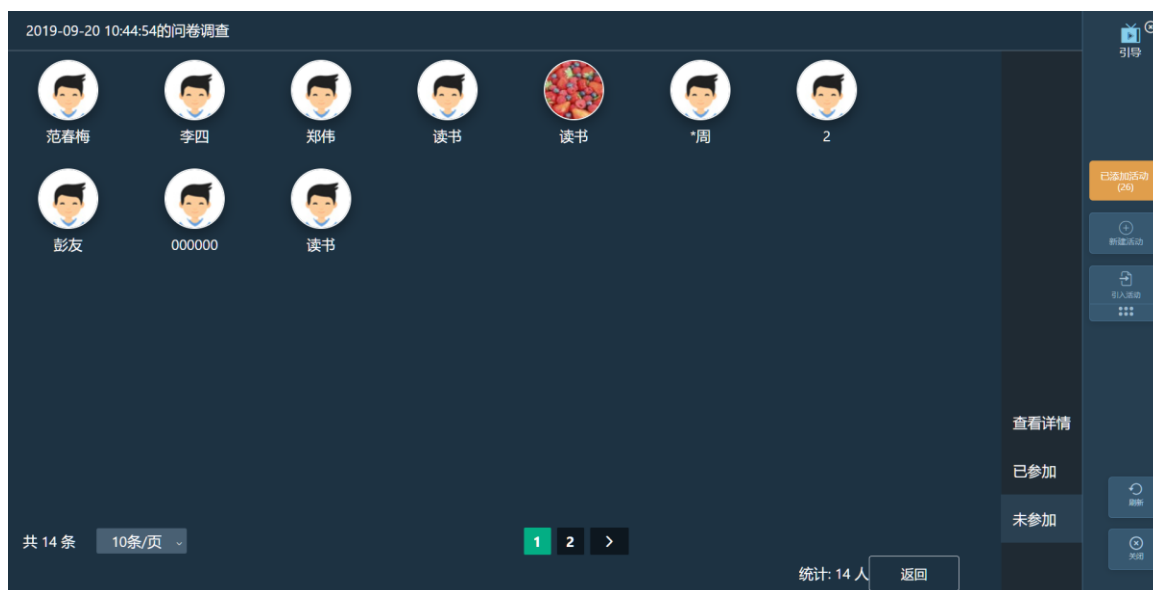 2019-09-20 10:44:54的问卷调查
引导
范春梅 李四 郑伟 读书 读书 *周 2
彭友 000000 读书
已添加活动
(26)
新建活动
引入活动
查看详情
已参加
未参加
刷新
关闭
共 14 条 10条/页 1 2 >
统计: 14 人 返回